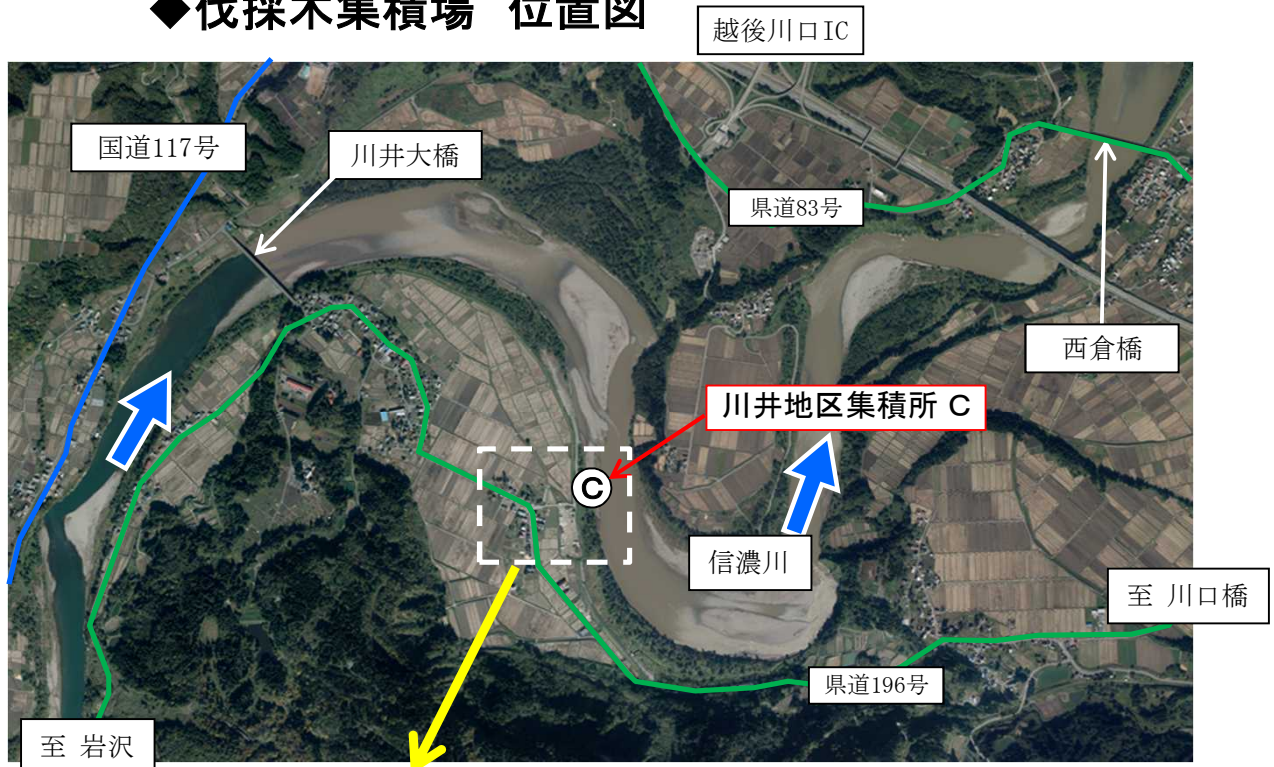 ◆伐採木集積場 位置図
越後川口IC
国道117号
川井大橋
県道83号
西倉橋
川井地区集積所 C
C
信濃川
至 川口橋
県道196号
至 岩沢